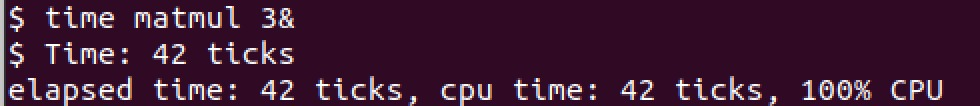 $ time matmul 3&
$ Time: 42 ticks
elapsed time: 42 ticks, cpu time: 42 ticks, 100% CPU